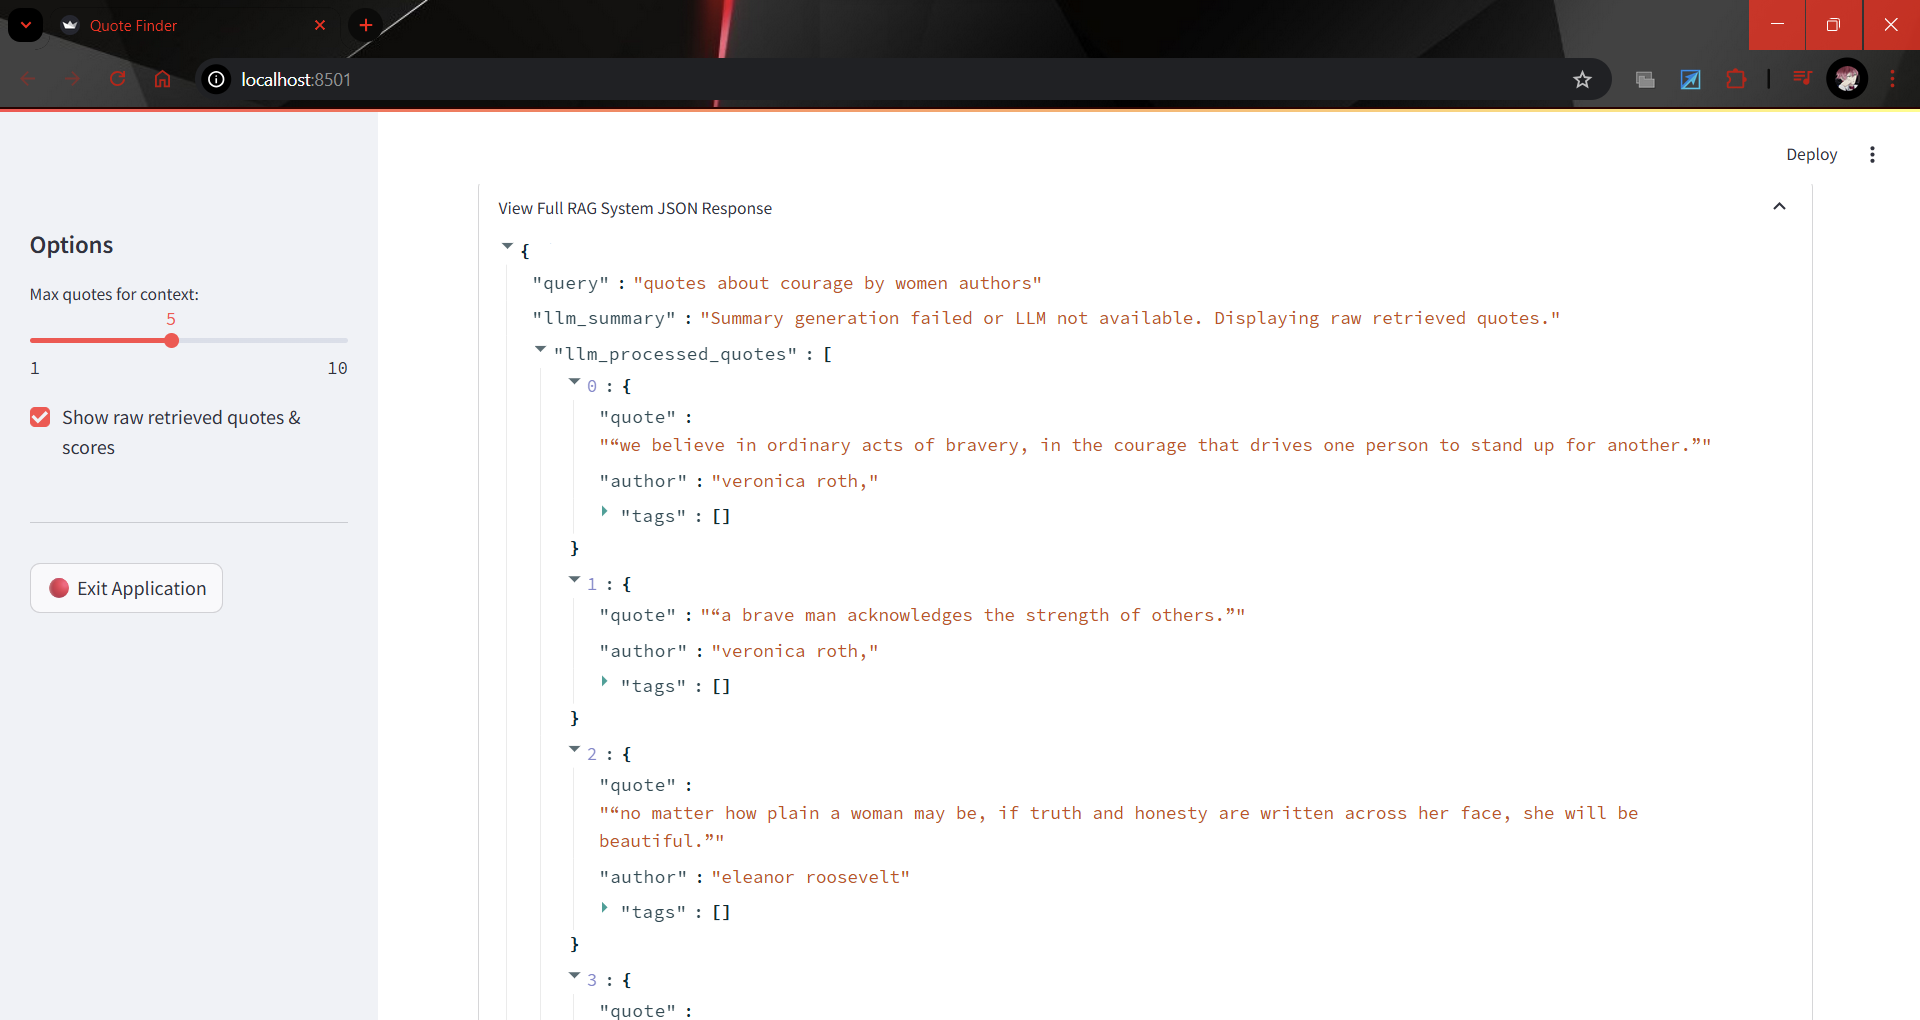 Quote Finder
localhost:8501
Deploy
Options
Max quotes for context:
5
1 10
Show raw retrieved quotes &
scores
Exit Application
View Full RAG System JSON Response
{
"query" : "quotes about courage by women authors"
"llm_summary" : "Summary generation failed or LLM not available. Displaying raw retrieved quotes."
"llm_processed_quotes" : [
0 : {
"quote" :
"“we believe in ordinary acts of bravery, in the courage that drives one person to stand up for another.”"
"author" : "veronica roth,"
"tags" : []
}
1 : {
"quote" : "“a brave man acknowledges the strength of others.”"
"author" : "veronica roth,"
"tags" : []
}
2 : {
"quote" :
"“no matter how plain a woman may be, if truth and honesty are written across her face, she will be
beautiful.”"
"author" : "eleanor roosevelt"
"tags" : []
}
3 : {
"quote" :